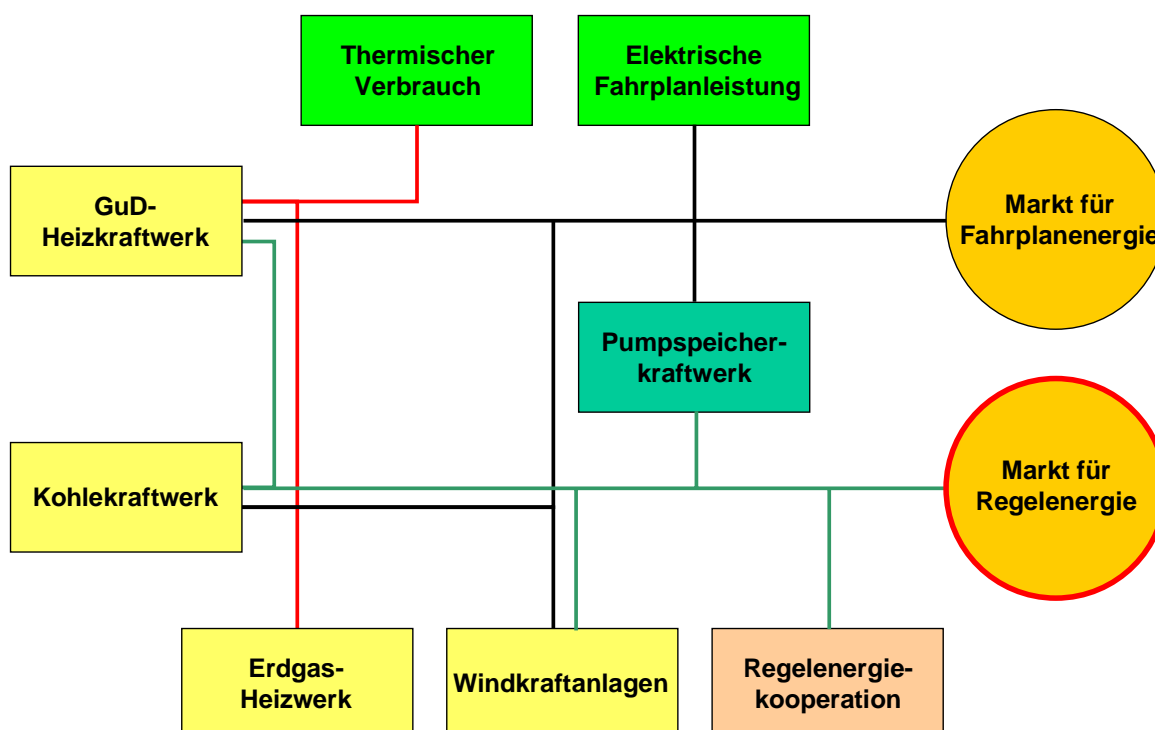 Thermischer
Verbrauch
Elektrische
Fahrplanleistung
GuD-
Heizkraftwerk
Markt für
Fahrplanenergie
Pumpspeicher-
kraftwerk
Kohlekraftwerk
Markt für
Regelenergie
Erdgas-
Heizwerk
Windkraftanlagen
Regelenergie-
kooperation